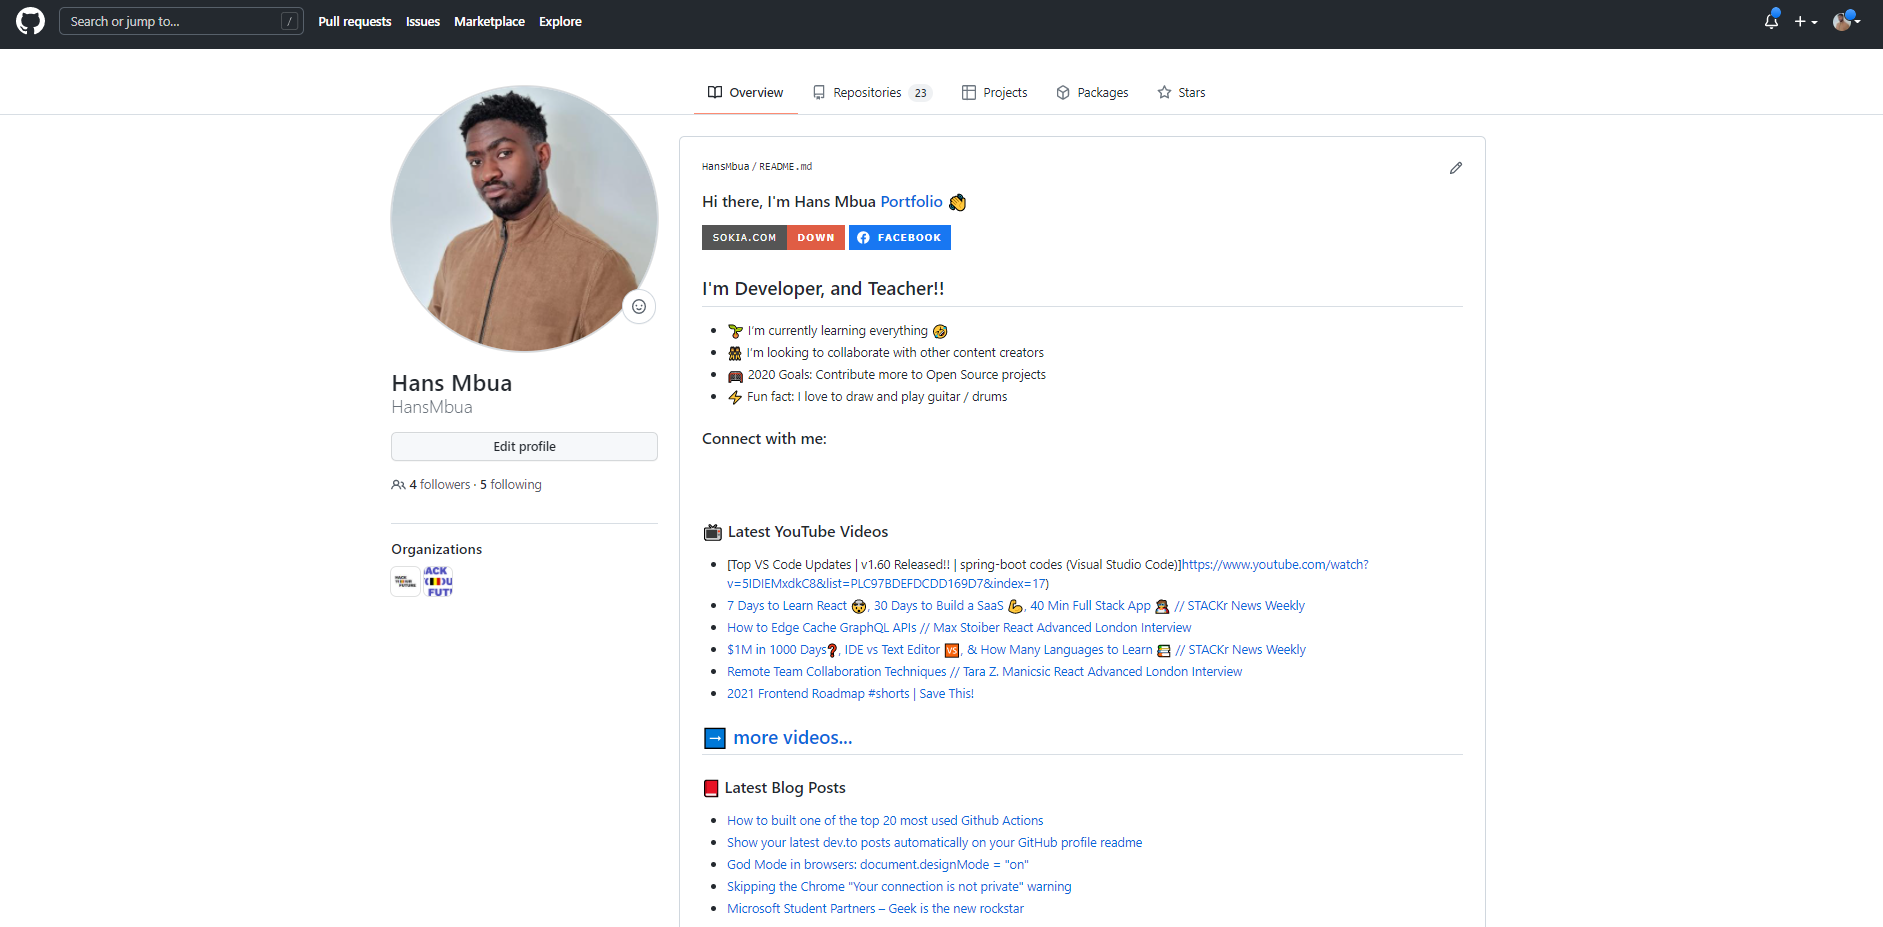 Search or jump to... /
Pull requests Issues Marketplace Explore
Overview Repositories 23 Projects Packages Stars
HansMbua / README.md
Hi there, I'm Hans Mbua Portfolio 👏
SOKIA.COM DOWN FACEBOOK
I'm Developer, and Teacher!!
🌱 I'm currently learning everything 🤣
👯 I'm looking to collaborate with other content creators
🥅 2020 Goals: Contribute more to Open Source projects
⚡ Fun fact: I love to draw and play guitar / drums
Connect with me:
Hans Mbua
HansMbua
Edit profile
4 followers · 5 following
Organizations
HACK
FUTURE
ACK
FUT
📺 Latest YouTube Videos
[Top VS Code Updates | v1.60 Released!! | spring-boot codes (Visual Studio Code)]https://www.youtube.com/watch?
v=5IDIEMxdkC8&list=PLC97BDEFDCDD169D7&index=17)
7 Days to Learn React 🤯, 30 Days to Build a SaaS 💪, 40 Min Full Stack App 👩‍🎓 // STACKr News Weekly
How to Edge Cache GraphQL APIs // Max Stoiber React Advanced London Interview
$1M in 1000 Days❓, IDE vs Text Editor 🆚, & How Many Languages to Learn 📚 // STACKr News Weekly
Remote Team Collaboration Techniques // Tara Z. Manicsic React Advanced London Interview
2021 Frontend Roadmap #shorts | Save This!
➡️ more videos...
📕 Latest Blog Posts
How to built one of the top 20 most used Github Actions
Show your latest dev.to posts automatically on your GitHub profile readme
God Mode in browsers: document.designMode = "on"
Skipping the Chrome "Your connection is not private" warning
Microsoft Student Partners – Geek is the new rockstar